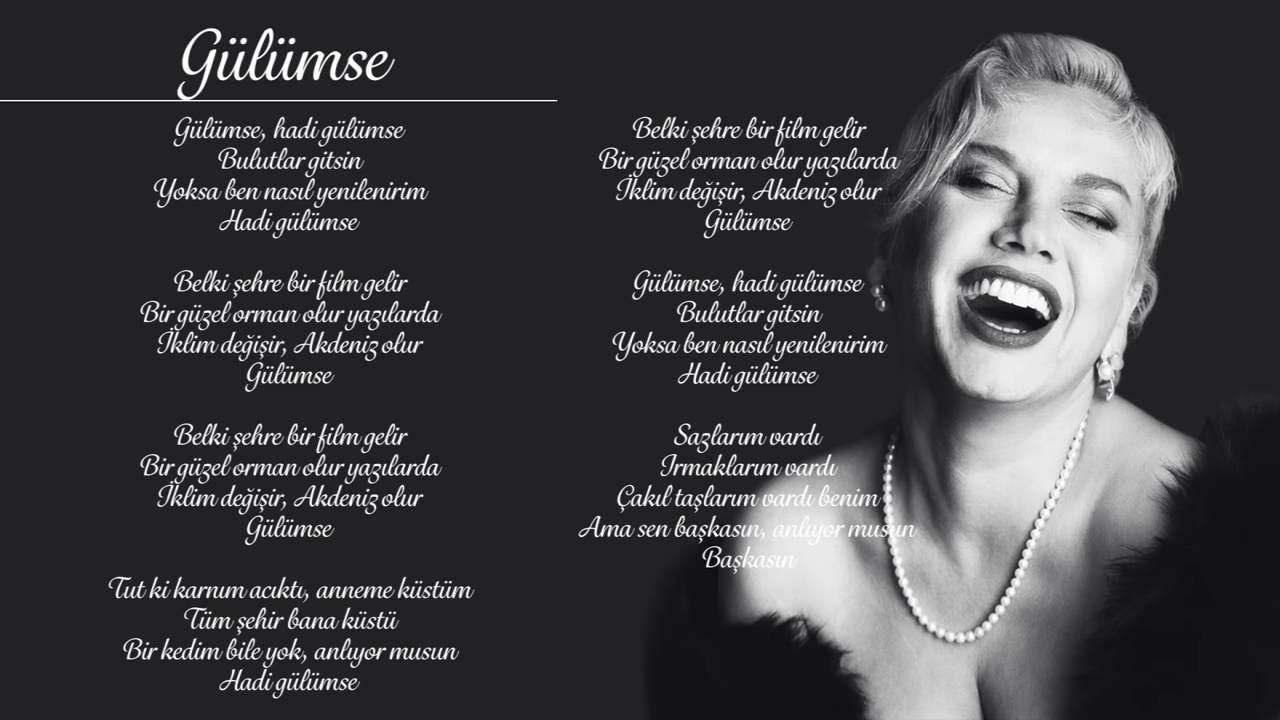 Gülümse
Gülümse, hadi gülümse
Bulutlar gitsin
Yoksa ben nasıl yenilenirim
Hadi gülümse
Belki şehre bir film gelir
Bir güzel orman olur yazılarda
İklim değişir, Akdeniz olur
Gülümse
Belki şehre bir film gelir
Bir güzel orman olur yazılarda
İklim değişir, Akdeniz olur
Gülümse
Tut ki karnım acıktı, anneme küstüm
Tüm şehir bana küstü
Bir kedim bile yok, anlıyor musun
Hadi gülümse
Belki şehre bir film gelir
Bir güzel orman olur yazılarda
İklim değişir, Akdeniz olur
Gülümse
Gülümse, hadi gülümse
Bulutlar gitsin
Yoksa ben nasıl yenilenirim
Hadi gülümse
Sazlarım vardı
Irmaklarım vardı
Çakıl taşlarım vardı benim
Ama sen başkasın, anlıyor musun
Başkasın